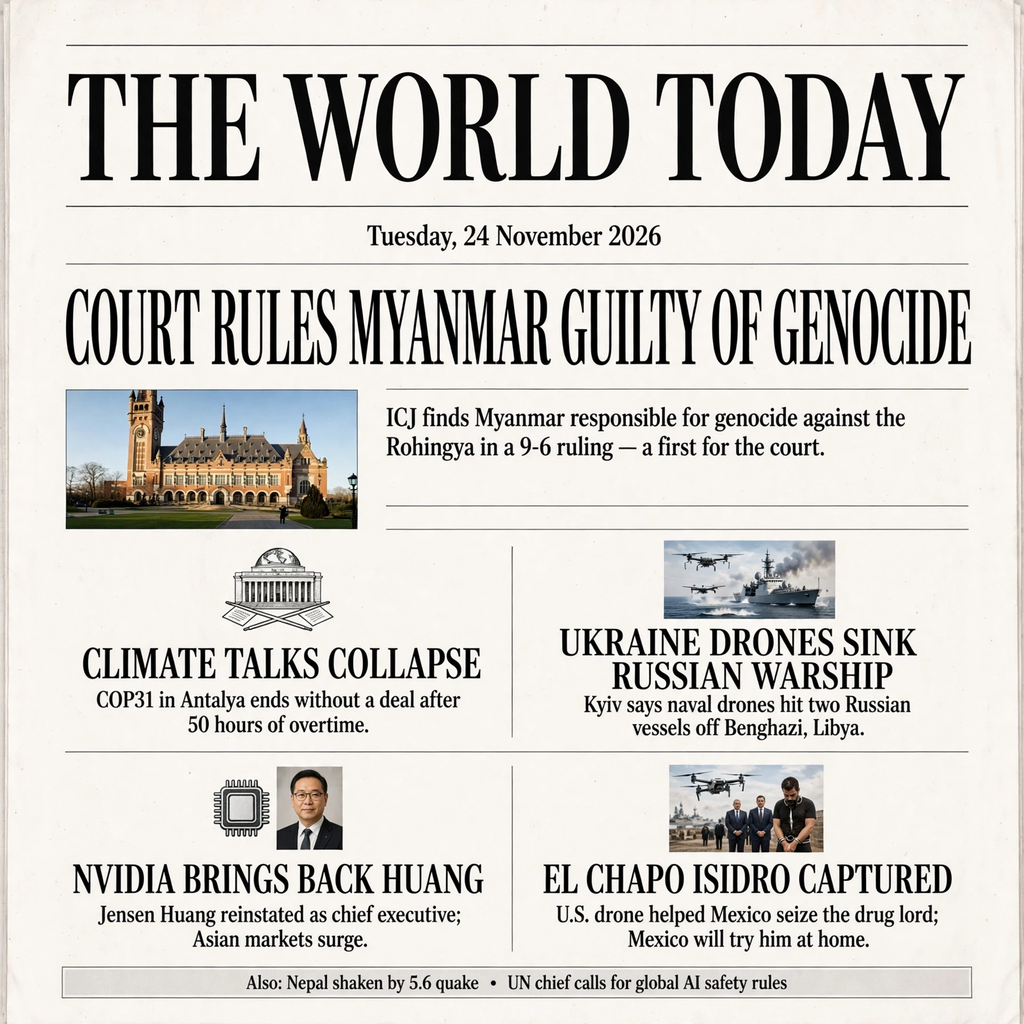 THE WORLD TODAY
Tuesday, 24 November 2026
COURT RULES MYANMAR GUILTY OF GENOCIDE
ICJ finds Myanmar responsible for genocide against the
Rohingya in a 9-6 ruling — a first for the court.
CLIMATE TALKS COLLAPSE
COP31 in Antalya ends without a deal after
50 hours of overtime.
UKRAINE DRONES SINK
RUSSIAN WARSHIP
Kyiv says naval drones hit two Russian
vessels off Benghazi, Libya.
NVIDIA BRINGS BACK HUANG
Jensen Huang reinstated as chief executive;
Asian markets surge.
EL CHAPO ISIDRO CAPTURED
U.S. drone helped Mexico seize the drug lord;
Mexico will try him at home.
Also: Nepal shaken by 5.6 quake • UN chief calls for global AI safety rules